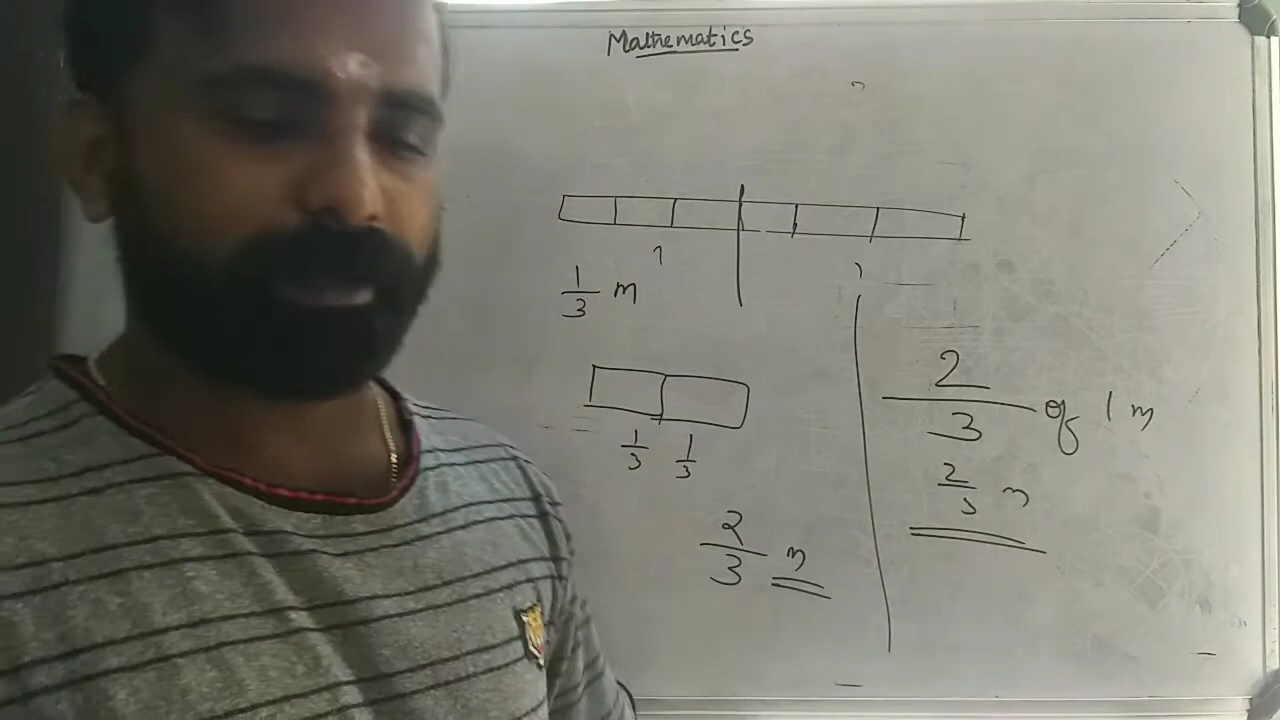 Mathematics
1/3 m
1/3 1/3
2/3 m
2/3 of 1 m
2/3 m